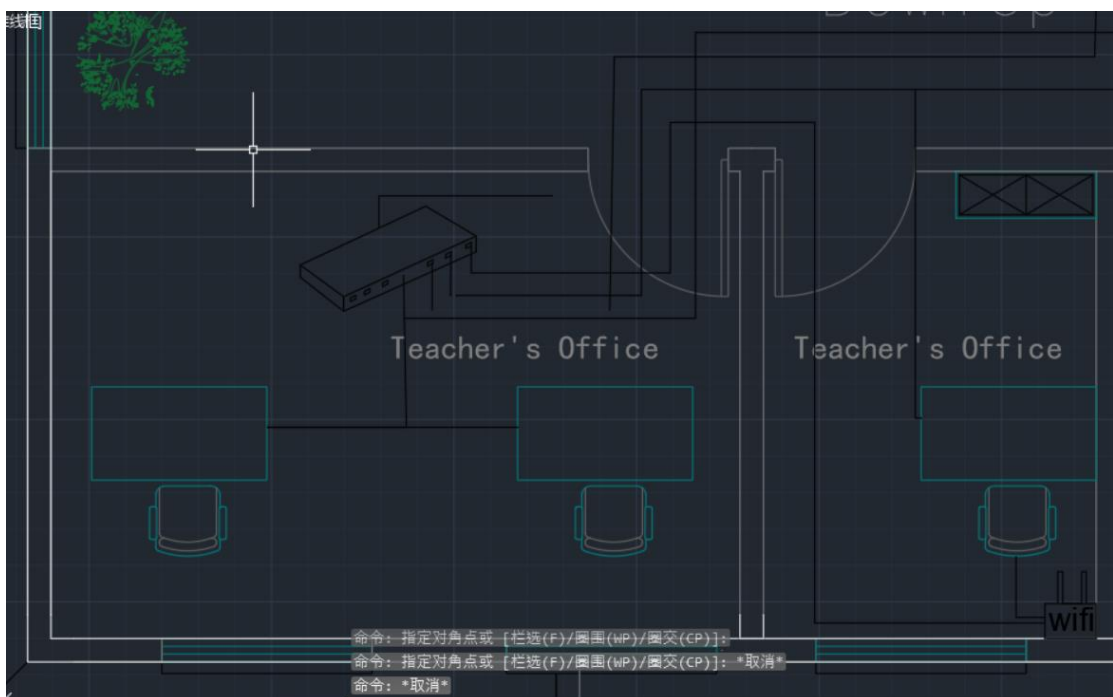 线框]
Teacher's Office
Teacher's Office
wifi
命令: 指定对角点或 [栏选(F)/圈围(WP)/圈交(CP)]:
命令: 指定对角点或 [栏选(F)/圈围(WP)/圈交(CP)]: *取消*
命令: *取消*